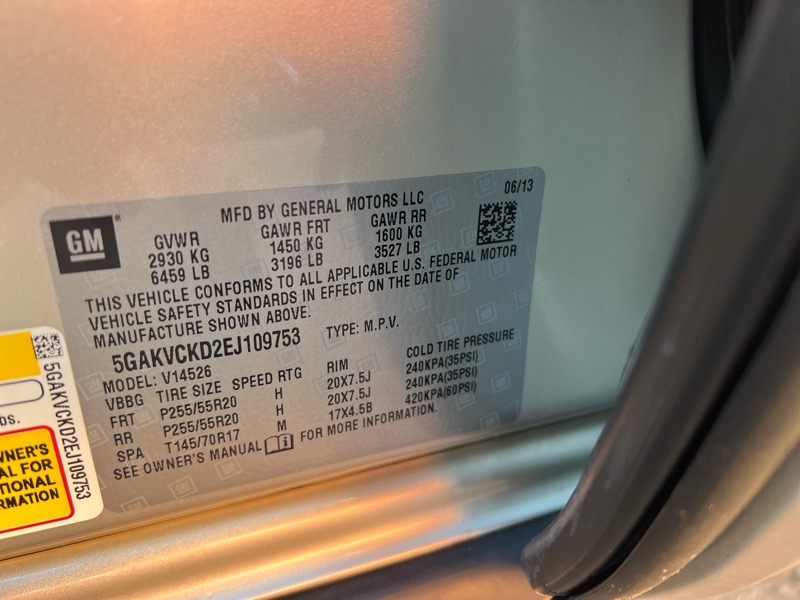 06/13
MFD BY GENERAL MOTORS LLC
GM®
GVWR GAWR FRT GAWR RR
2930 KG 1450 KG 1600 KG
6459 LB 3196 LB 3527 LB
THIS VEHICLE CONFORMS TO ALL APPLICABLE U.S. FEDERAL MOTOR
VEHICLE SAFETY STANDARDS IN EFFECT ON THE DATE OF
MANUFACTURE SHOWN ABOVE.
5GAKVCKD2EJ109753 TYPE: M.P.V.
MODEL: V14526
VBBG TIRE SIZE SPEED RTG RIM COLD TIRE PRESSURE
FRT P255/55R20 H 20X7.5J 240KPA(35PSI)
RR P255/55R20 H 20X7.5J 240KPA(35PSI)
SPA T145/70R17 M 17X4.5B 420KPA(60PSI)
SEE OWNER'S MANUAL FOR MORE INFORMATION.
5GAKVCKD2EJ109753
WNER'S
AL FOR
TIONAL
RMATION